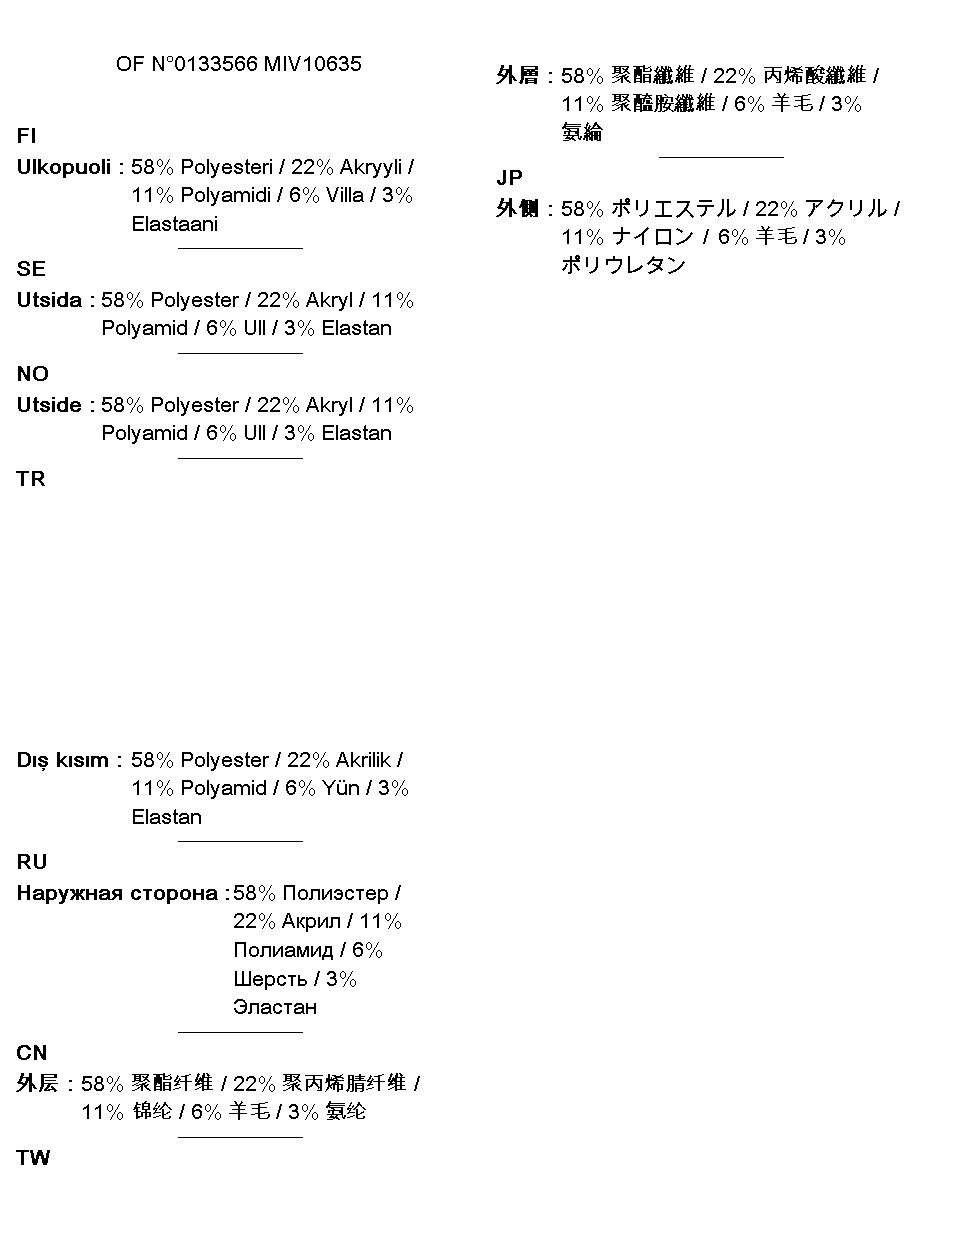 OF N°0133566 MIV10635
FI
Ulkopuoli : 58% Polyesteri / 22% Akryyli /
11% Polyamidi / 6% Villa / 3%
Elastaani
SE
Utsida : 58% Polyester / 22% Akryl / 11%
Polyamid / 6% Ull / 3% Elastan
NO
Utside : 58% Polyester / 22% Akryl / 11%
Polyamid / 6% Ull / 3% Elastan
TR
Dış kısım : 58% Polyester / 22% Akrilik /
11% Polyamid / 6% Yün / 3%
Elastan
RU
Наружная сторона : 58% Полиэстер /
22% Акрил / 11%
Полиамид / 6%
Шерсть / 3%
Эластан
CN
外层 : 58% 聚酯纤维 / 22% 聚丙烯腈纤维 /
11% 锦纶 / 6% 羊毛 / 3% 氨纶
TW
外層 : 58% 聚酯纖維 / 22% 丙烯酸纖維 /
11% 聚醯胺纖維 / 6% 羊毛 / 3%
氨綸
JP
外側 : 58% ポリエステル / 22% アクリル /
11% ナイロン / 6% 羊毛 / 3%
ポリウレタン